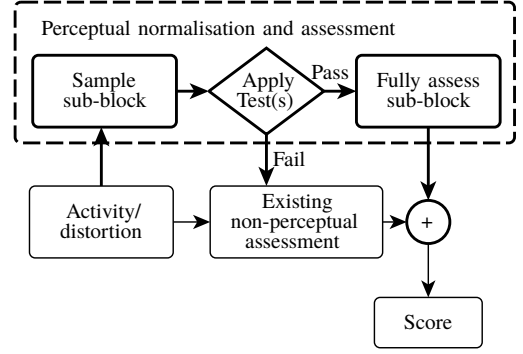 Perceptual normalisation and assessment
Sample
sub-block
Apply
Test(s)
Pass
Fully assess
sub-block
Fail
Activity/
distortion
Existing
non-perceptual
assessment
+
Score